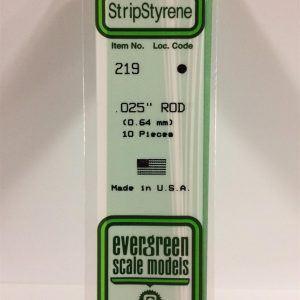 StripStyrene
Item No. Loc. Code
219
.025" ROD
(0.64 mm)
10 Pieces
Made in U.S.A.
evergreen
scale models